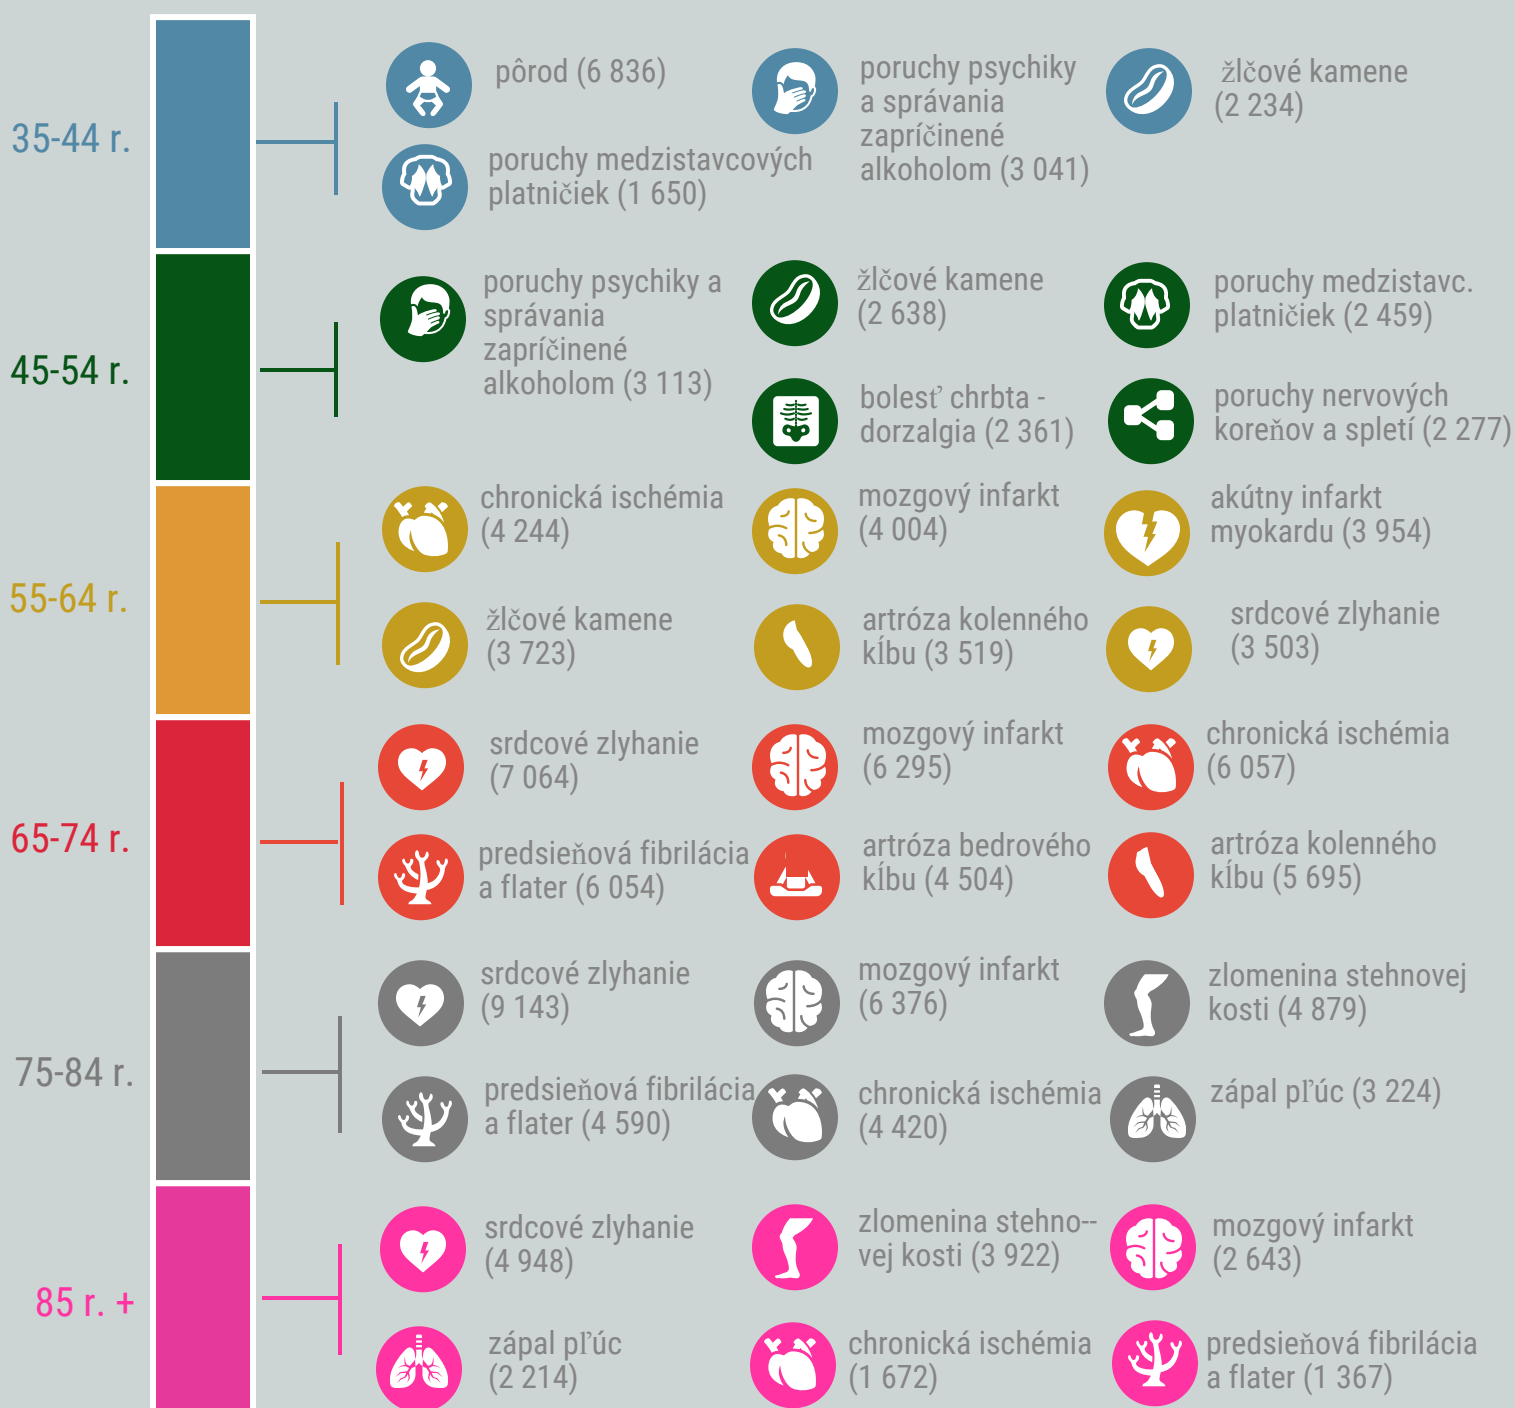 35-44 r.
pôrod (6 836)
poruchy psychiky
a správania
zapríčinené
alkoholom (3 041)
žlčové kamene
(2 234)
poruchy medzistavcových
platničiek (1 650)
45-54 r.
poruchy psychiky a
správania
zapríčinené
alkoholom (3 113)
žlčové kamene
(2 638)
poruchy medzistavc.
platničiek (2 459)
bolesť chrbta -
dorzalgia (2 361)
poruchy nervových
koreňov a spletí (2 277)
55-64 r.
chronická ischémia
(4 244)
mozgový infarkt
(4 004)
akútny infarkt
myokardu (3 954)
žlčové kamene
(3 723)
artróza kolenného
kĺbu (3 519)
srdcové zlyhanie
(3 503)
65-74 r.
srdcové zlyhanie
(7 064)
mozgový infarkt
(6 295)
chronická ischémia
(6 057)
predsieňová fibrilácia
a flater (6 054)
artróza bedrového
kĺbu (4 504)
artróza kolenného
kĺbu (5 695)
75-84 r.
srdcové zlyhanie
(9 143)
mozgový infarkt
(6 376)
zlomenina stehnovej
kosti (4 879)
predsieňová fibrilácia
a flater (4 590)
chronická ischémia
(4 420)
zápal pľúc (3 224)
85 r. +
srdcové zlyhanie
(4 948)
zlomenina stehno--
vej kosti (3 922)
mozgový infarkt
(2 643)
zápal pľúc
(2 214)
chronická ischémia
(1 672)
predsieňová fibrilácia
a flater (1 367)